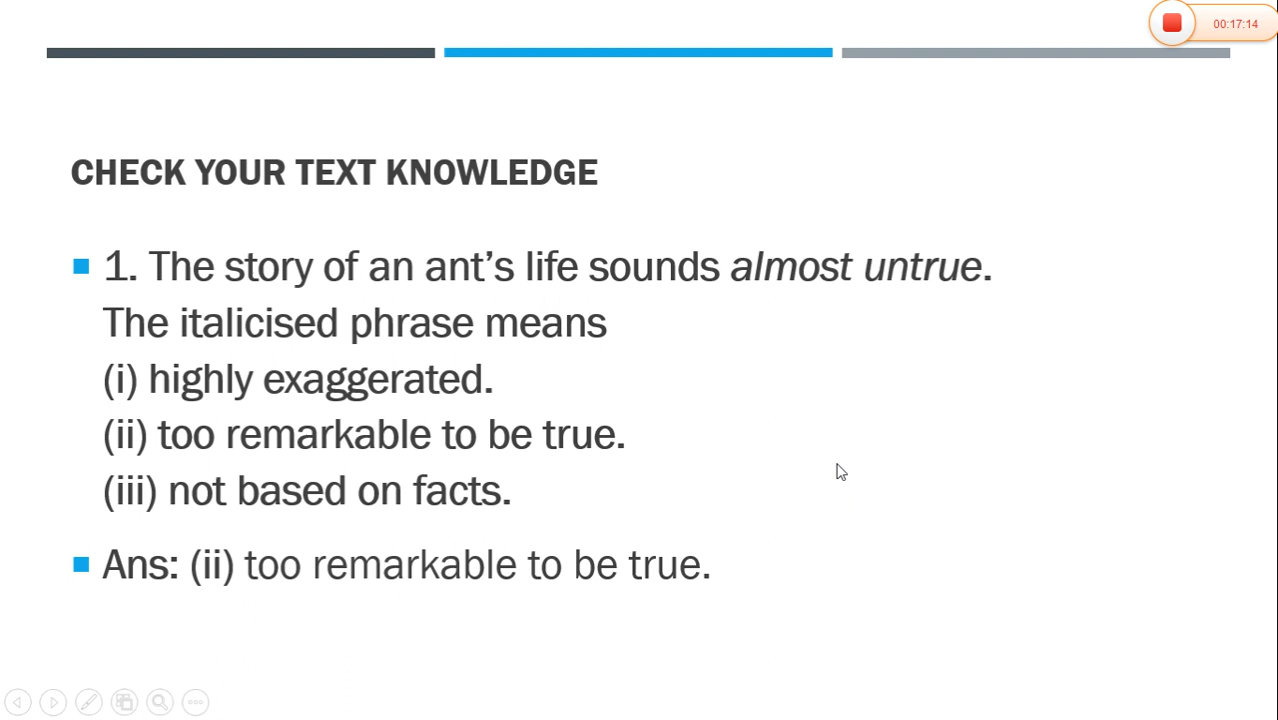 00:17:14
CHECK YOUR TEXT KNOWLEDGE
1. The story of an ant’s life sounds almost untrue.
The italicised phrase means
(i) highly exaggerated.
(ii) too remarkable to be true.
(iii) not based on facts.
Ans: (ii) too remarkable to be true.